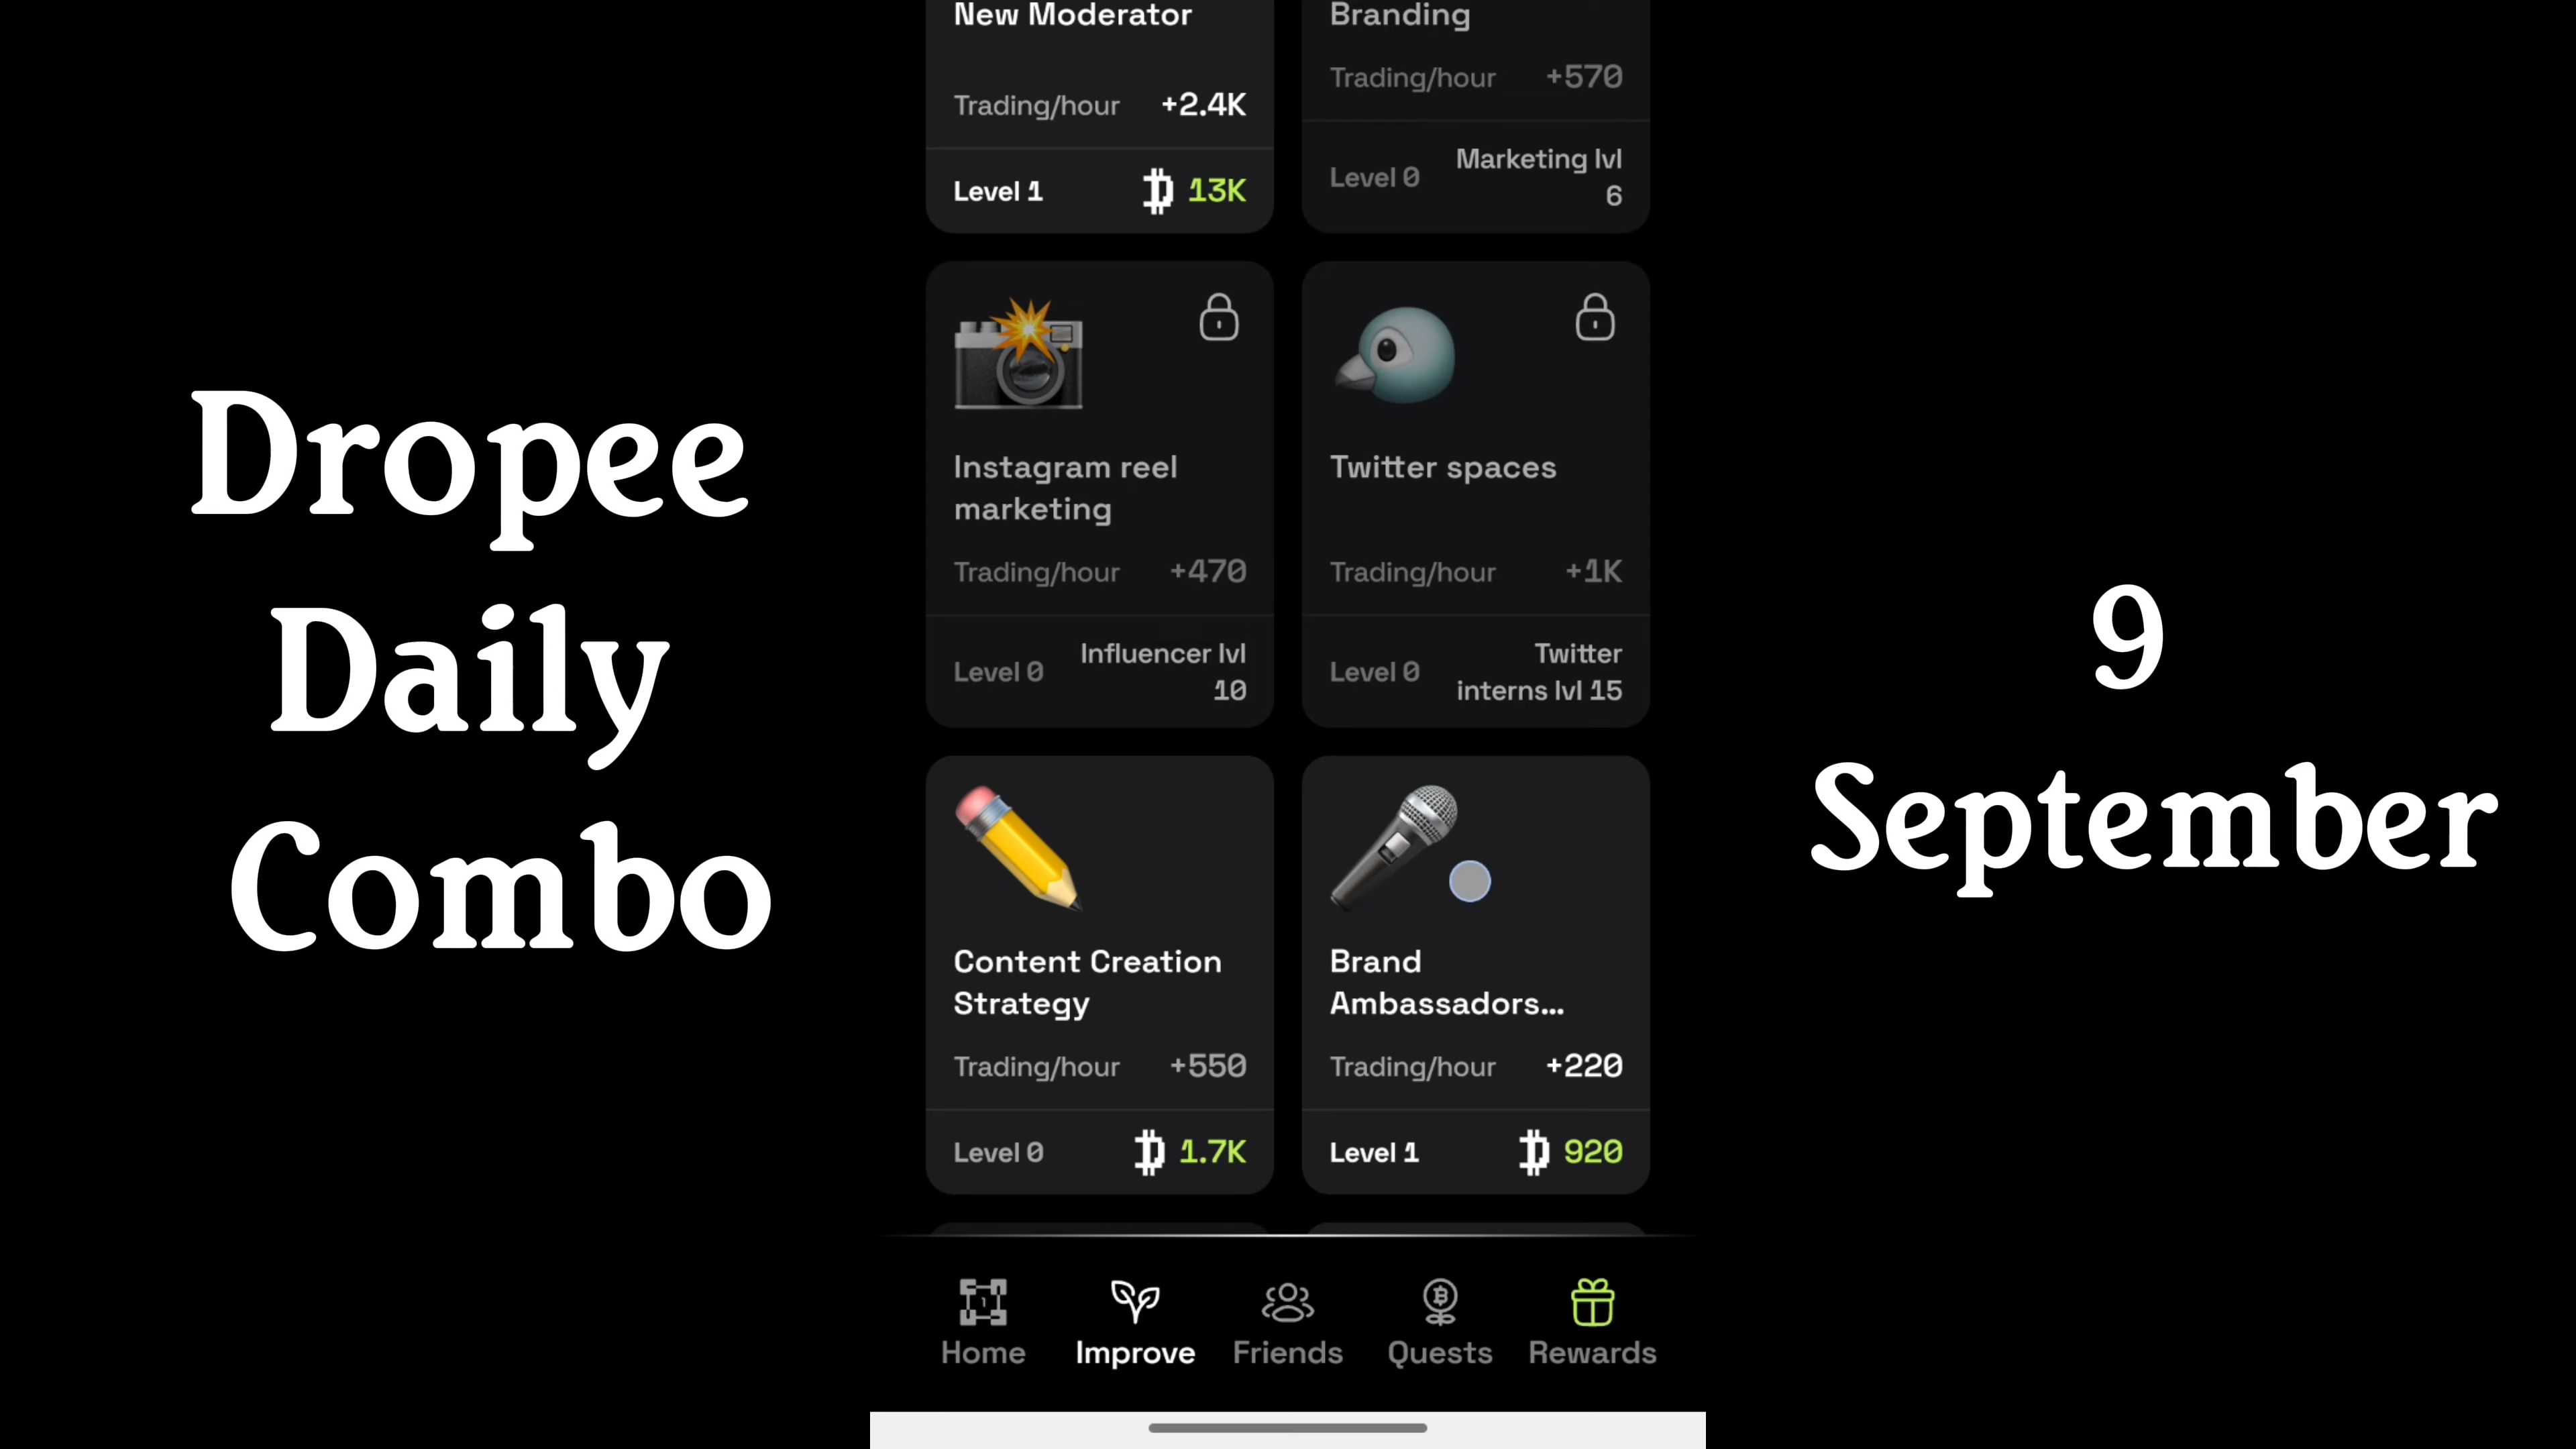 Dropee
Daily
Combo
New Moderator
Trading/hour +2.4K
Level 1 13K
Branding
Trading/hour +570
Level 0 Marketing lvl
6
Instagram reel
marketing
Trading/hour +470
Level 0 Influencer lvl
10
Twitter spaces
Trading/hour +1K
Level 0 Twitter
interns lvl 15
Content Creation
Strategy
Trading/hour +550
Level 0 1.7K
Brand
Ambassadors...
Trading/hour +220
Level 1 920
Home Improve Friends Quests Rewards
9
September